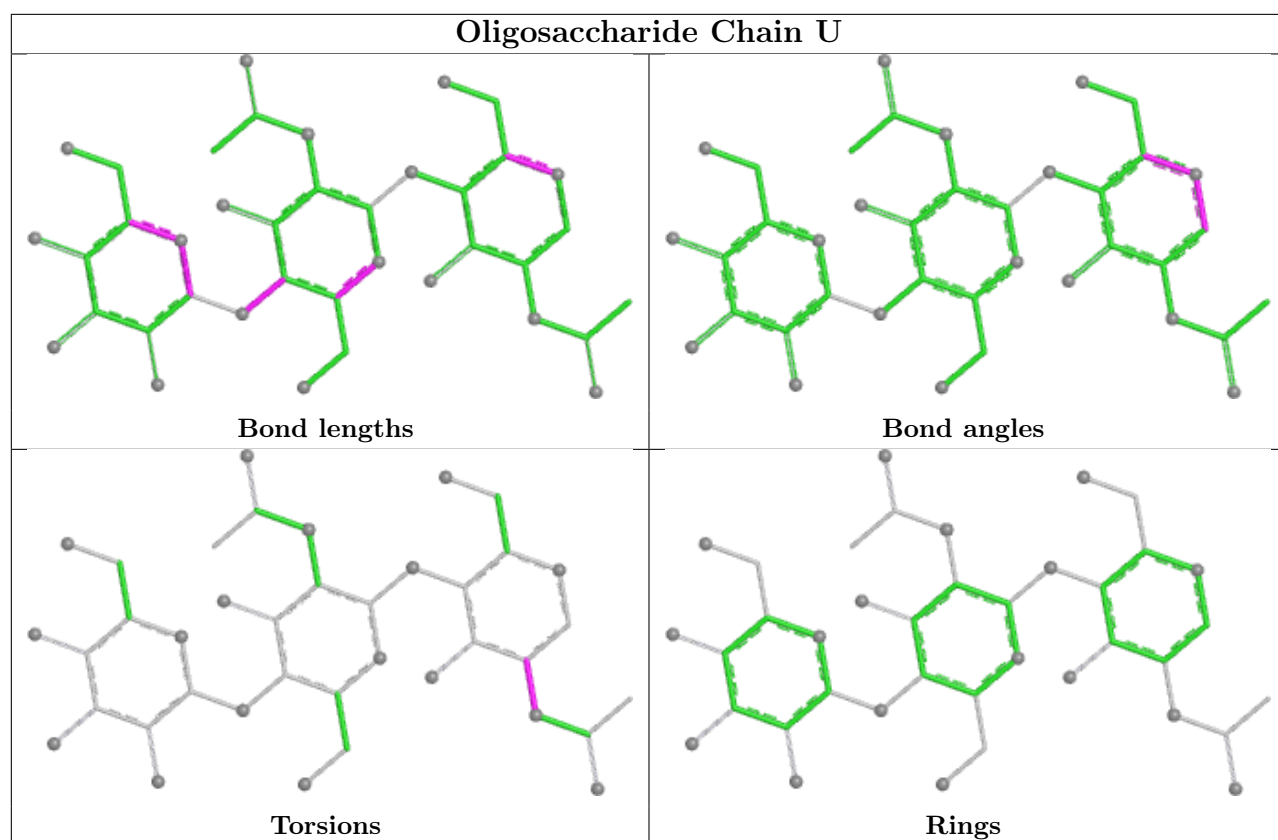 Oligosaccharide Chain U
Bond lengths
Bond angles
Torsions
Rings